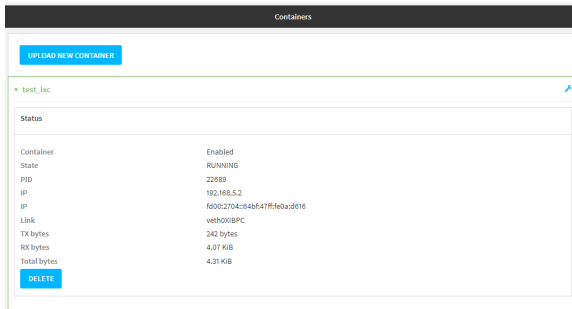 Containers
UPLOAD NEW CONTAINER
test_lxc
Status
Container Enabled
State RUNNING
PID 22689
IP 192.168.5.2
IP fd00:2704::64bf:47ff:fe0a:d616
Link veth0XIBPC
TX bytes 242 bytes
RX bytes 4.07 KiB
Total bytes 4.31 KiB
DELETE